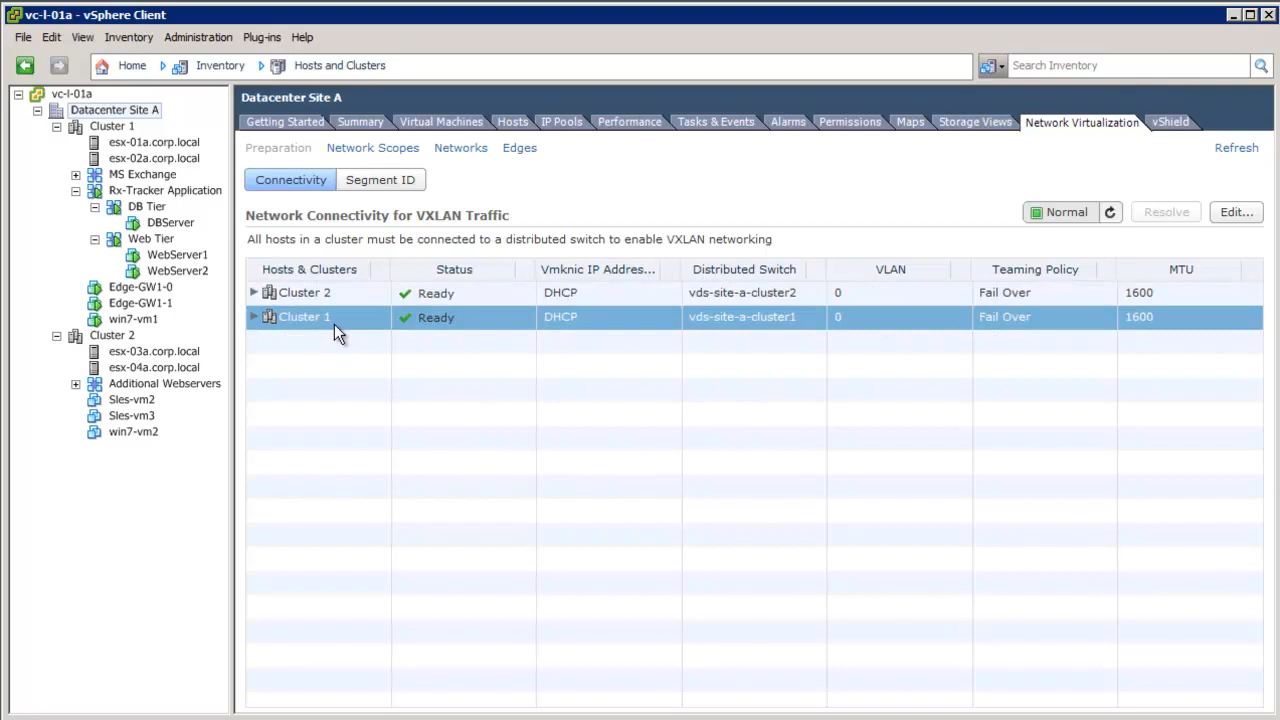 vc-l-01a - vSphere Client
File Edit View Inventory Administration Plug-ins Help
Home Inventory Hosts and Clusters Search Inventory
vc-l-01a
Datacenter Site A
Cluster 1
esx-01a.corp.local
esx-02a.corp.local
MS Exchange
Rx-Tracker Application
DB Tier
DBServer
Web Tier
WebServer1
WebServer2
Edge-GW1-0
Edge-GW1-1
win7-vm1
Cluster 2
esx-03a.corp.local
esx-04a.corp.local
Additional Webservers
Sles-vm2
Sles-vm3
win7-vm2
Datacenter Site A
Getting Started Summary Virtual Machines Hosts IP Pools Performance Tasks & Events Alarms Permissions Maps Storage Views Network Virtualization vShield
Preparation Network Scopes Networks Edges Refresh
Connectivity Segment ID
Network Connectivity for VXLAN Traffic Normal Resolve Edit...
All hosts in a cluster must be connected to a distributed switch to enable VXLAN networking
Hosts & Clusters Status Vmknic IP Addres... Distributed Switch VLAN Teaming Policy MTU
Cluster 2 Ready DHCP vds-site-a-cluster2 0 Fail Over 1600
Cluster 1 Ready DHCP vds-site-a-cluster1 0 Fail Over 1600